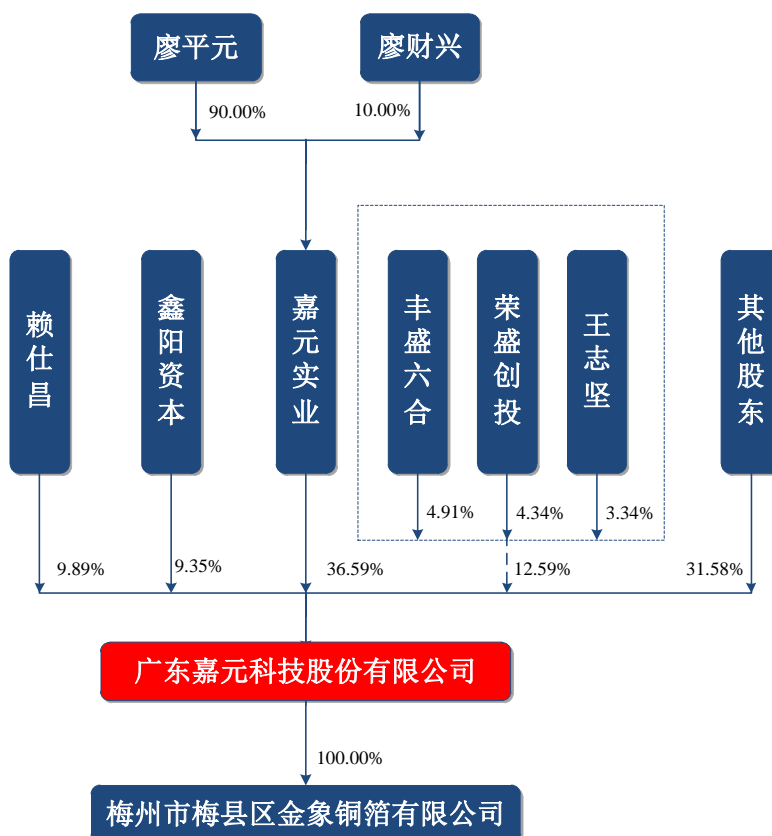 廖平元
廖财兴
90.00%
10.00%
赖仕昌
鑫阳资本
嘉元实业
丰盛六合
荣盛创投
王志坚
其他股东
4.91%
4.34%
3.34%
9.89%
9.35%
36.59%
12.59%
31.58%
广东嘉元科技股份有限公司
100.00%
梅州市梅县区金象铜箔有限公司